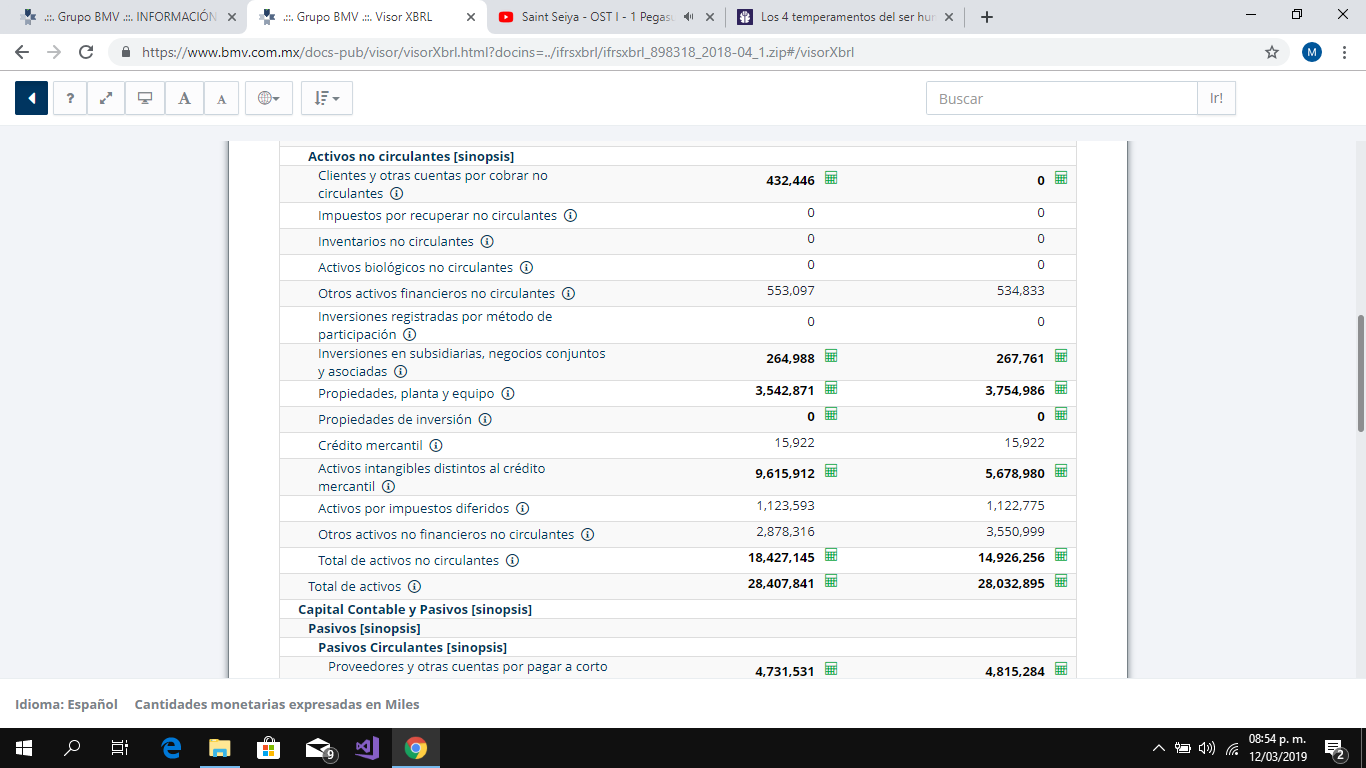 .::. Grupo BMV .::. INFORMACIÓN
.::. Grupo BMV .::. Visor XBRL
Saint Seiya - OST I - 1 Pegasu
Los 4 temperamentos del ser hu
https://www.bmv.com.mx/docs-pub/visor/visorXbrl.html?docins=../ifrsxbrl/ifrsxbrl_898318_2018-04_1.zip#/visorXbrl
M
? A A
Buscar Ir!
Activos no circulantes [sinopsis]
Clientes y otras cuentas por cobrar no
circulantes 432,446 0
Impuestos por recuperar no circulantes 0 0
Inventarios no circulantes 0 0
Activos biológicos no circulantes 0 0
Otros activos financieros no circulantes 553,097 534,833
Inversiones registradas por método de
participación 0 0
Inversiones en subsidiarias, negocios conjuntos
y asociadas 264,988 267,761
Propiedades, planta y equipo 3,542,871 3,754,986
Propiedades de inversión 0 0
Crédito mercantil 15,922 15,922
Activos intangibles distintos al crédito
mercantil 9,615,912 5,678,980
Activos por impuestos diferidos 1,123,593 1,122,775
Otros activos no financieros no circulantes 2,878,316 3,550,999
Total de activos no circulantes 18,427,145 14,926,256
Total de activos 28,407,841 28,032,895
Capital Contable y Pasivos [sinopsis]
Pasivos [sinopsis]
Pasivos Circulantes [sinopsis]
Proveedores y otras cuentas por pagar a corto
4,731,531 4,815,284
Idioma: Español Cantidades monetarias expresadas en Miles
9
08:54 p. m.
12/03/2019
2